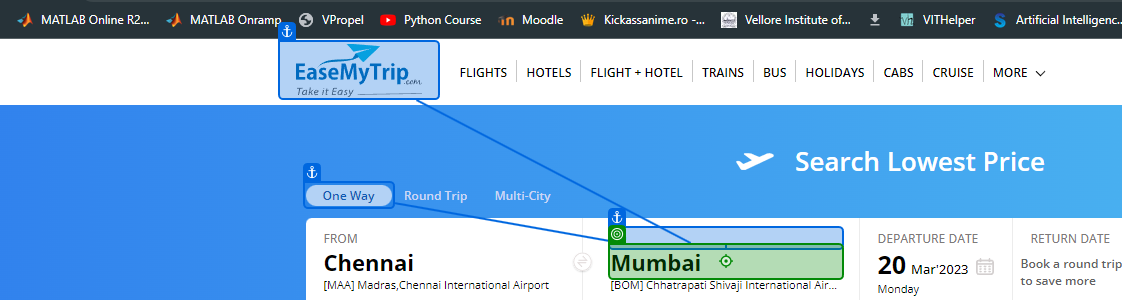 MATLAB Online R2... MATLAB Onramp VPropel Python Course Moodle Kickassanime.ro -... Vellore Institute of... VITHelper Artificial Intelligenc...
EaseMyTrip.com
Take it Easy
FLIGHTS HOTELS FLIGHT + HOTEL TRAINS BUS HOLIDAYS CABS CRUISE MORE
Search Lowest Price
One Way Round Trip Multi-City
FROM DEPARTURE DATE RETURN DATE
Chennai Mumbai 20 Mar'2023 Book a round trip
[MAA] Madras,Chennai International Airport [BOM] Chhatrapati Shivaji International Air... Monday to save more